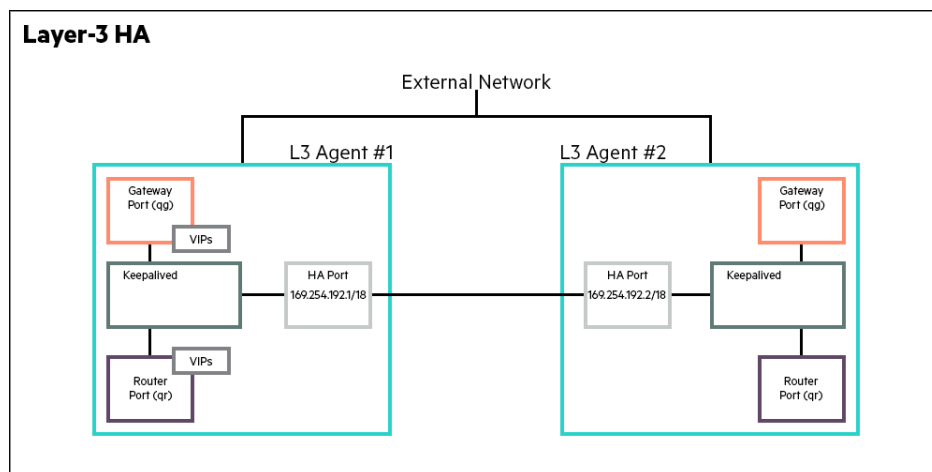 Layer-3 HA
External Network
L3 Agent #1
L3 Agent #2
Gateway
Port (qg)
VIPs
Keepalived
HA Port
169.254.192.1/18
VIPs
Router
Port (qr)
Gateway
Port (qg)
HA Port
169.254.192.2/18
Keepalived
Router
Port (qr)